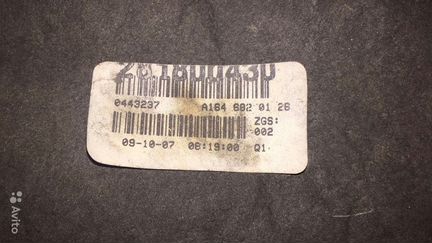 0443237 A164 682 01 26
ZGS:
002
09-10-07 08:19:00 Q1
Avito